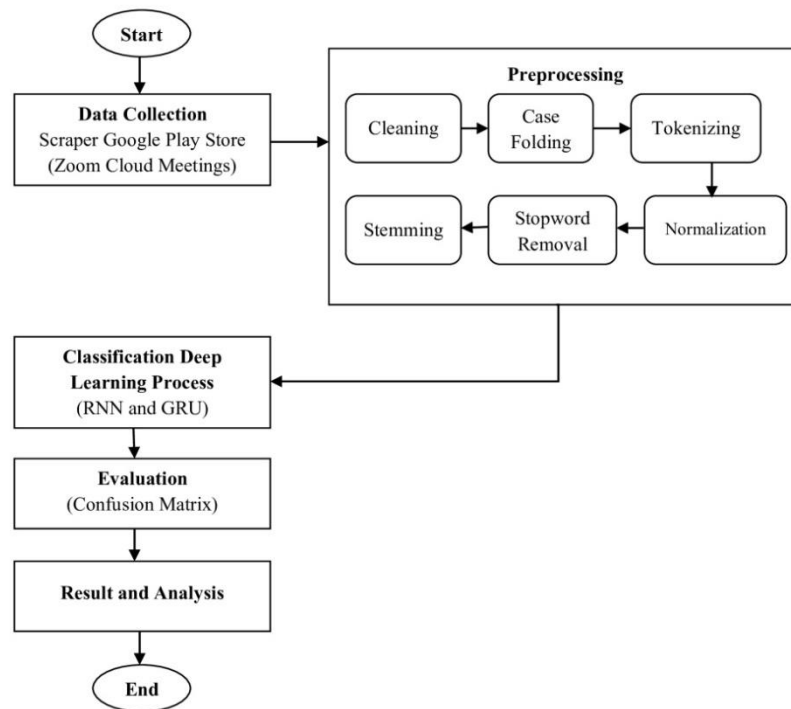 Start
Data Collection
Scraper Google Play Store
(Zoom Cloud Meetings)
Preprocessing
Cleaning
Case
Folding
Tokenizing
Normalization
Stopword
Removal
Stemming
Classification Deep
Learning Process
(RNN and GRU)
Evaluation
(Confusion Matrix)
Result and Analysis
End